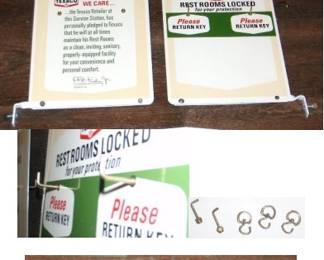 TEXACO
WE CARE...
...the Texaco Retailer at
this Service Station, has
personally pledged to Texaco
that he will at all times
maintain his Rest Rooms
as a clean, inviting, sanitary,
properly-equipped facility
for your convenience and
personal comfort.
REST ROOMS LOCKED
for your protection
Please
RETURN KEY
Please
RETURN KEY
REST ROOMS LOCKED
for your protection
Please
RETURN KEY
Please
RETURN KEY